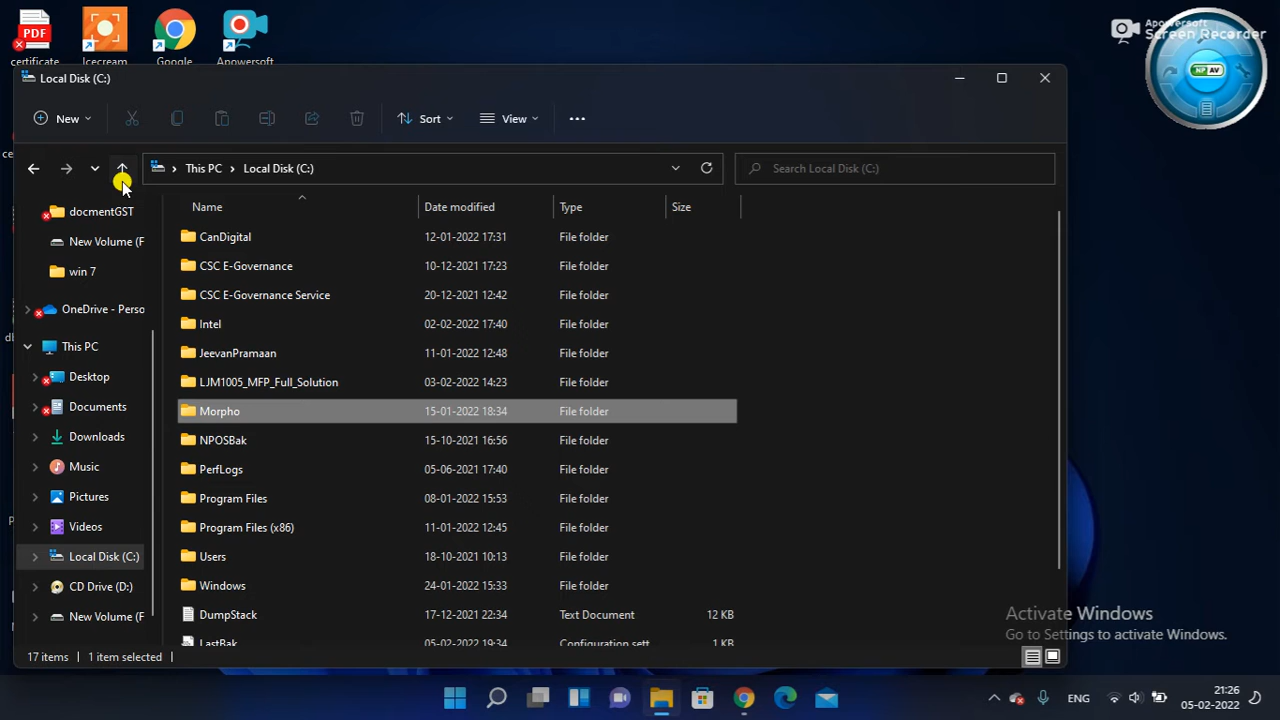 PDF
certificate
Icecream
Google
Apowersoft
Apowersoft
Screen Recorder
NP AV
Local Disk (C:)
New
Sort
View
This PC
Local Disk (C:)
Search Local Disk (C:)
docmentGST
New Volume (F
win 7
OneDrive - Perso
This PC
Desktop
Documents
Downloads
Music
Pictures
Videos
Local Disk (C:)
CD Drive (D:)
New Volume (F
Name Date modified Type Size
CanDigital 12-01-2022 17:31 File folder
CSC E-Governance 10-12-2021 17:23 File folder
CSC E-Governance Service 20-12-2021 12:42 File folder
Intel 02-02-2022 17:40 File folder
JeevanPramaan 11-01-2022 12:48 File folder
LJM1005_MFP_Full_Solution 03-02-2022 14:23 File folder
Morpho 15-01-2022 18:34 File folder
NPOSBak 15-10-2021 16:56 File folder
PerfLogs 05-06-2021 17:40 File folder
Program Files 08-01-2022 15:53 File folder
Program Files (x86) 11-01-2022 12:45 File folder
Users 18-10-2021 10:13 File folder
Windows 24-01-2022 15:33 File folder
DumpStack 17-12-2021 22:34 Text Document 12 KB
LastBak 05-02-2022 19:34 Configuration sett 1 KB
17 items 1 item selected
Activate Windows
Go to Settings to activate Windows.
ENG
21:26
05-02-2022